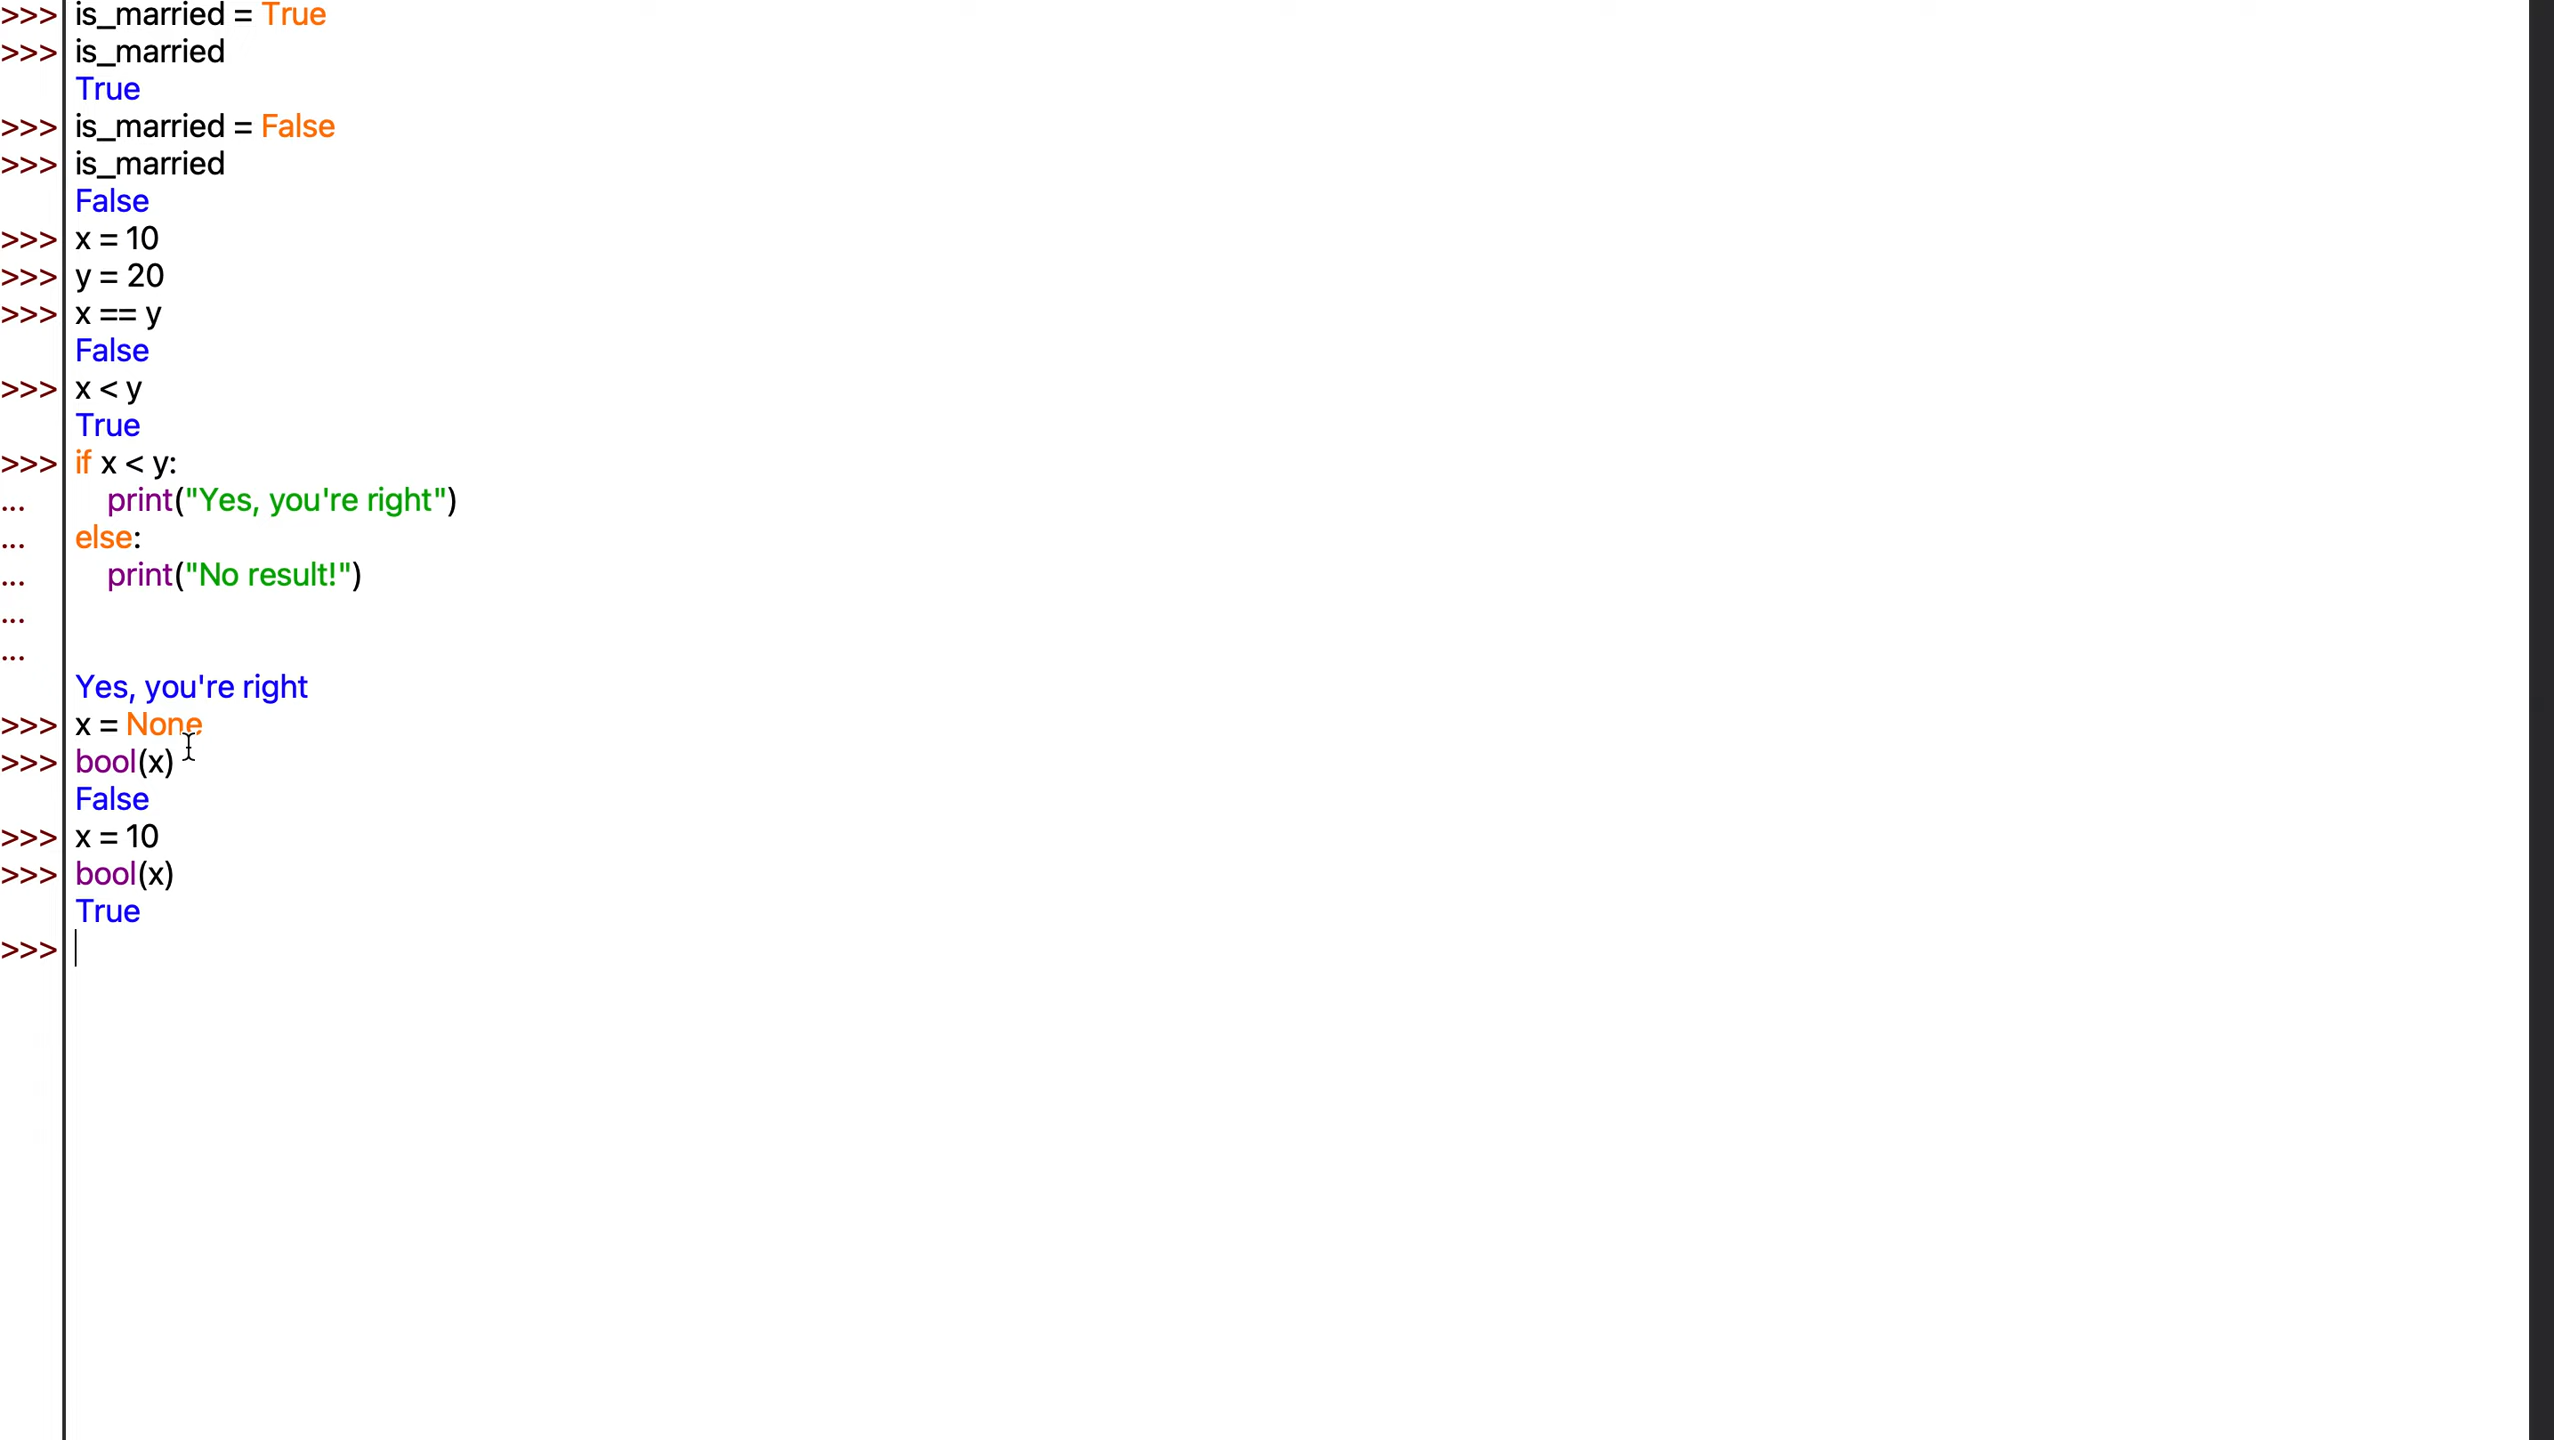 >>> is_married = True
>>> is_married
True
>>> is_married = False
>>> is_married
False
>>> x = 10
>>> y = 20
>>> x == y
False
>>> x < y
True
>>> if x < y:
...     print("Yes, you're right")
... else:
...     print("No result!")
...
...
Yes, you're right
>>> x = None
>>> bool(x)
False
>>> x = 10
>>> bool(x)
True
>>>